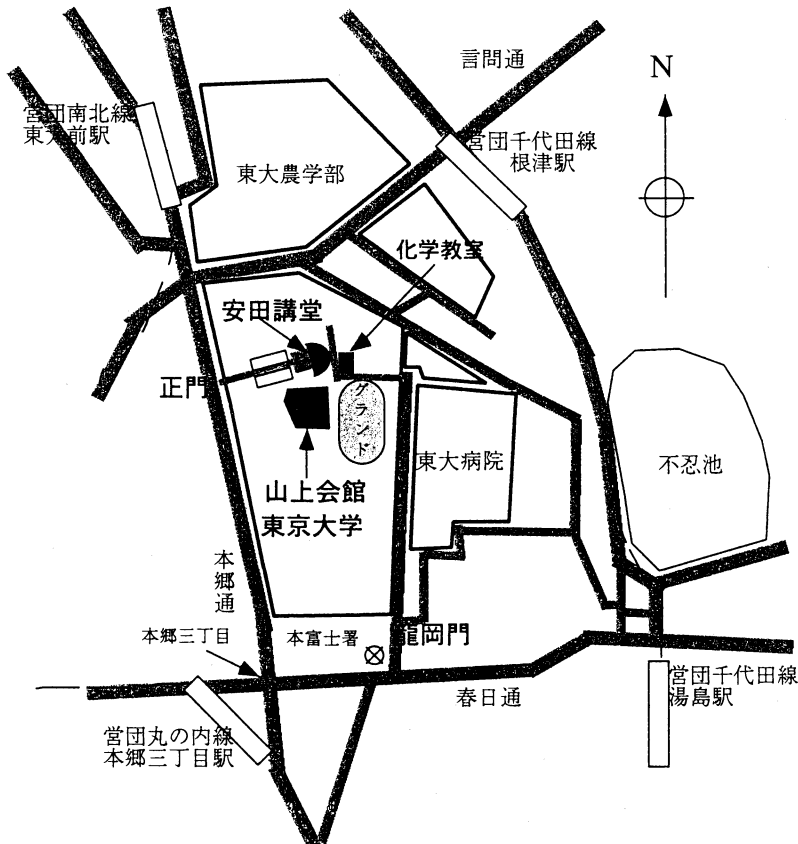 言問通
N
営団南北線
東大前駅
営団千代田線
根津駅
東大農学部
化学教室
安田講堂
正門
グランド
東大病院
不忍池
山上会館
東京大学
本郷通
本郷三丁目
本富士署
龍岡門
春日通
営団千代田線
湯島駅
営団丸の内線
本郷三丁目駅